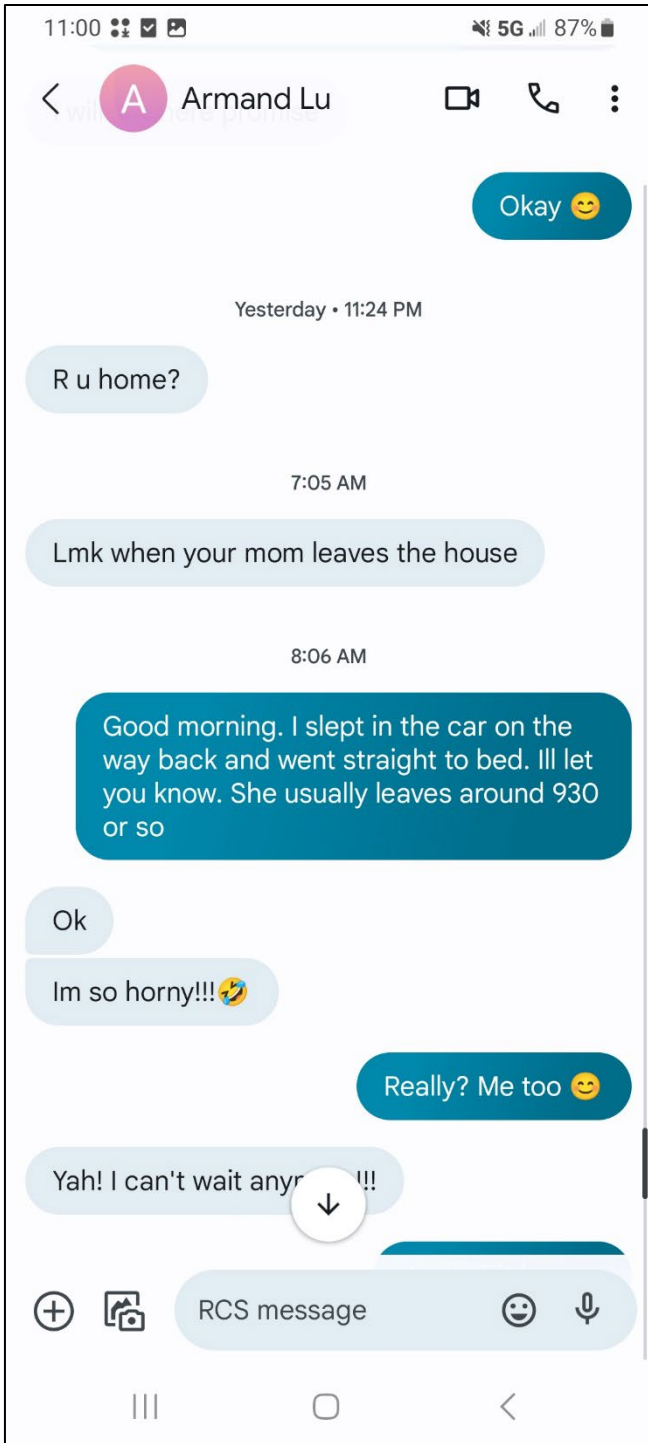 11:00 5G 87%
A Armand Lu
will promise
Okay 😊
Yesterday • 11:24 PM
R u home?
7:05 AM
Lmk when your mom leaves the house
8:06 AM
Good morning. I slept in the car on the
way back and went straight to bed. Ill let
you know. She usually leaves around 930
or so
Ok
Im so horny!!!🤣
Really? Me too 😊
Yah! I can't wait !!!
RCS message